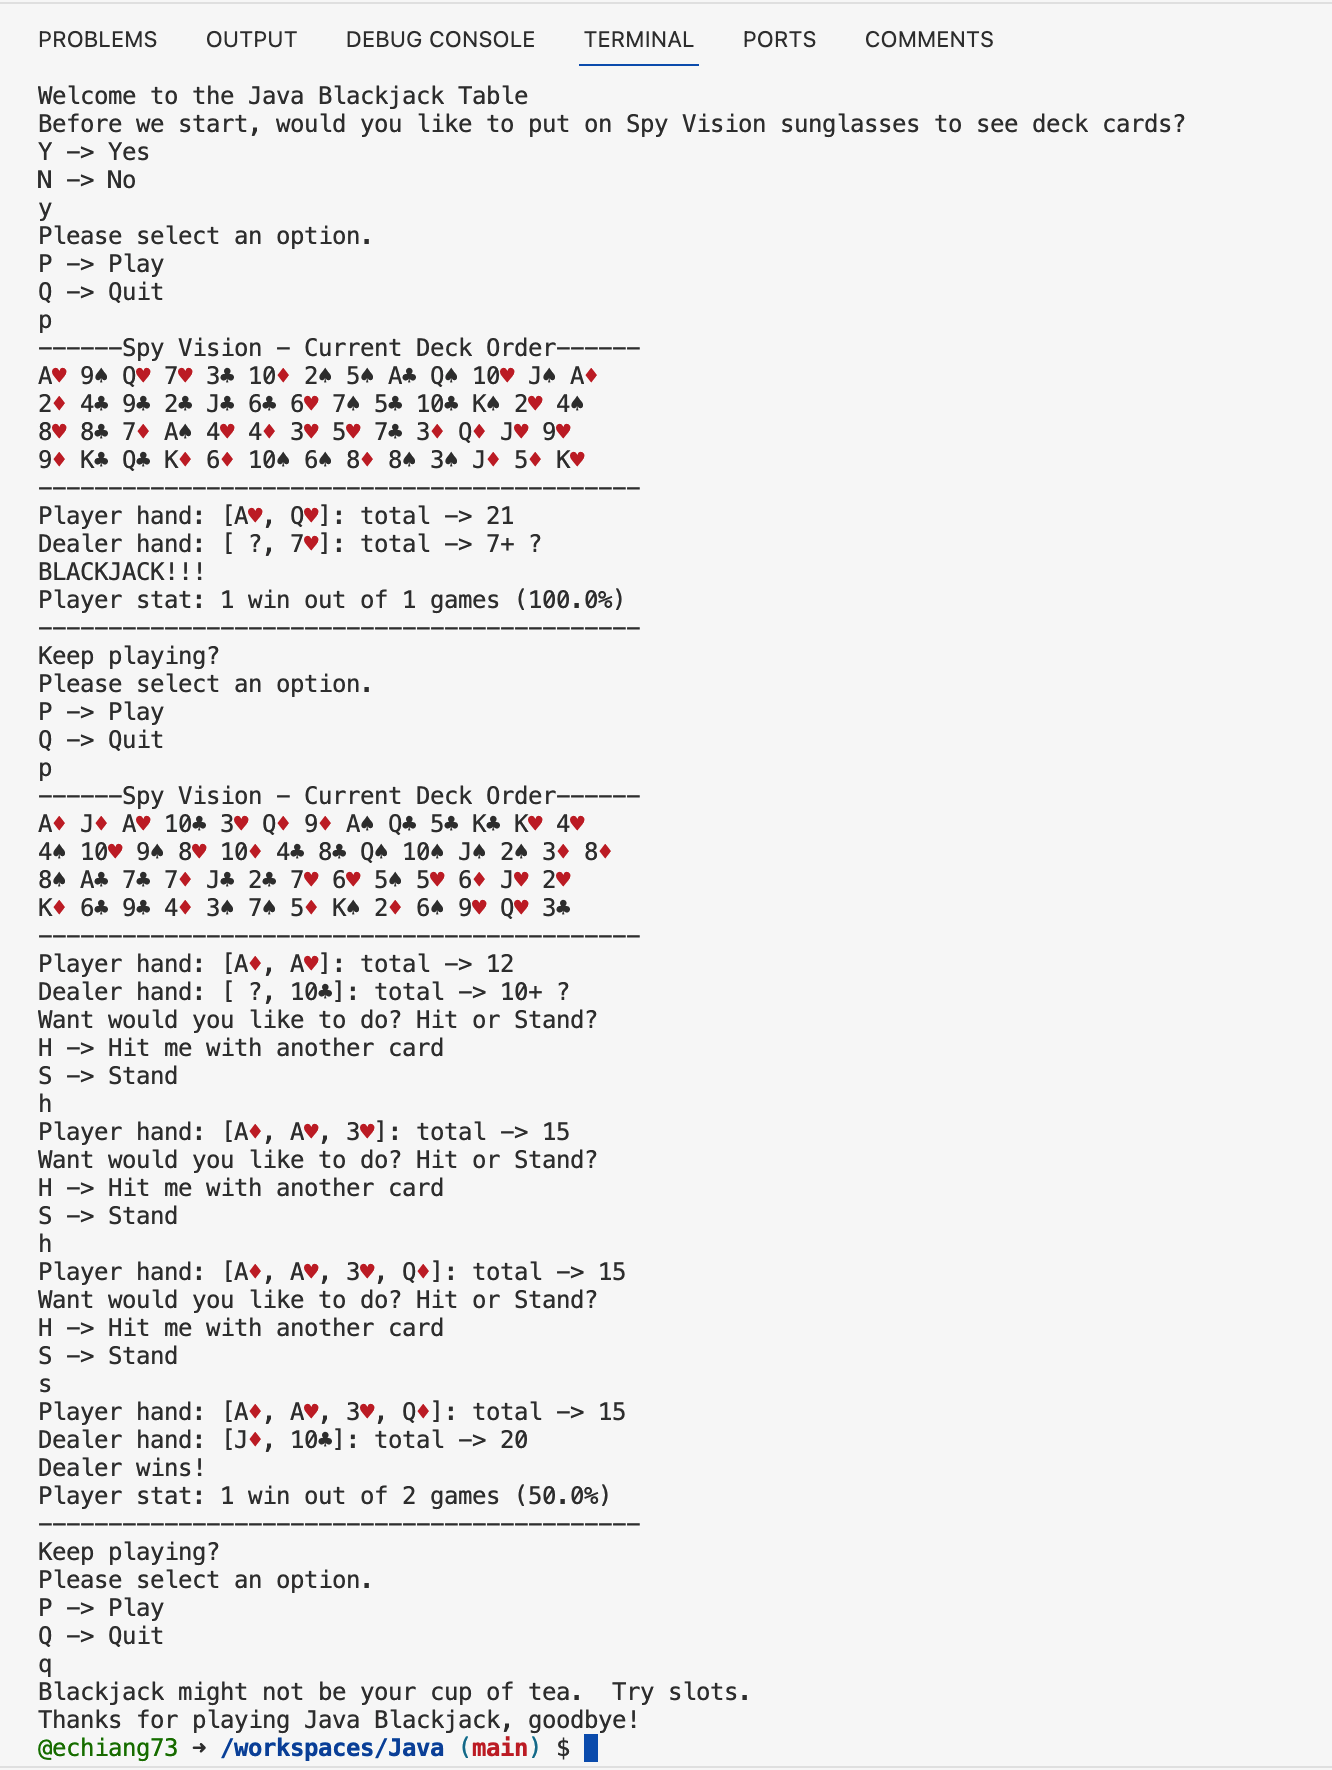 PROBLEMS OUTPUT DEBUG CONSOLE TERMINAL PORTS COMMENTS
Welcome to the Java Blackjack Table
Before we start, would you like to put on Spy Vision sunglasses to see deck cards?
Y -> Yes
N -> No
y
Please select an option.
P -> Play
Q -> Quit
p
------Spy Vision - Current Deck Order------
A♥ 9♠ Q♥ 7♥ 3♣ 10♦ 2♠ 5♠ A♣ Q♠ 10♥ J♠ A♦
2♦ 4♣ 9♣ 2♣ J♣ 6♣ 6♥ 7♠ 5♣ 10♣ K♠ 2♥ 4♠
8♥ 8♣ 7♦ A♠ 4♥ 4♦ 3♥ 5♥ 7♣ 3♦ Q♦ J♥ 9♥
9♦ K♣ Q♣ K♦ 6♦ 10♠ 6♠ 8♦ 8♠ 3♠ J♦ 5♦ K♥
-------------------------------------------
Player hand: [A♥, Q♥]: total -> 21
Dealer hand: [ ?, 7♥]: total -> 7+ ?
BLACKJACK!!!
Player stat: 1 win out of 1 games (100.0%)
-------------------------------------------
Keep playing?
Please select an option.
P -> Play
Q -> Quit
p
------Spy Vision - Current Deck Order------
A♦ J♦ A♥ 10♣ 3♥ Q♦ 9♦ A♠ Q♣ 5♣ K♣ K♥ 4♥
4♠ 10♥ 9♠ 8♥ 10♦ 4♣ 8♣ Q♠ 10♠ J♠ 2♠ 3♦ 8♦
8♠ A♣ 7♣ 7♦ J♣ 2♣ 7♥ 6♥ 5♠ 5♥ 6♦ J♥ 2♥
K♦ 6♣ 9♣ 4♦ 3♠ 7♠ 5♦ K♠ 2♦ 6♠ 9♥ Q♥ 3♣
-------------------------------------------
Player hand: [A♦, A♥]: total -> 12
Dealer hand: [ ?, 10♣]: total -> 10+ ?
Want would you like to do? Hit or Stand?
H -> Hit me with another card
S -> Stand
h
Player hand: [A♦, A♥, 3♥]: total -> 15
Want would you like to do? Hit or Stand?
H -> Hit me with another card
S -> Stand
h
Player hand: [A♦, A♥, 3♥, Q♦]: total -> 15
Want would you like to do? Hit or Stand?
H -> Hit me with another card
S -> Stand
s
Player hand: [A♦, A♥, 3♥, Q♦]: total -> 15
Dealer hand: [J♦, 10♣]: total -> 20
Dealer wins!
Player stat: 1 win out of 2 games (50.0%)
-------------------------------------------
Keep playing?
Please select an option.
P -> Play
Q -> Quit
q
Blackjack might not be your cup of tea.  Try slots.
Thanks for playing Java Blackjack, goodbye!
@echiang73 → /workspaces/Java (main) $